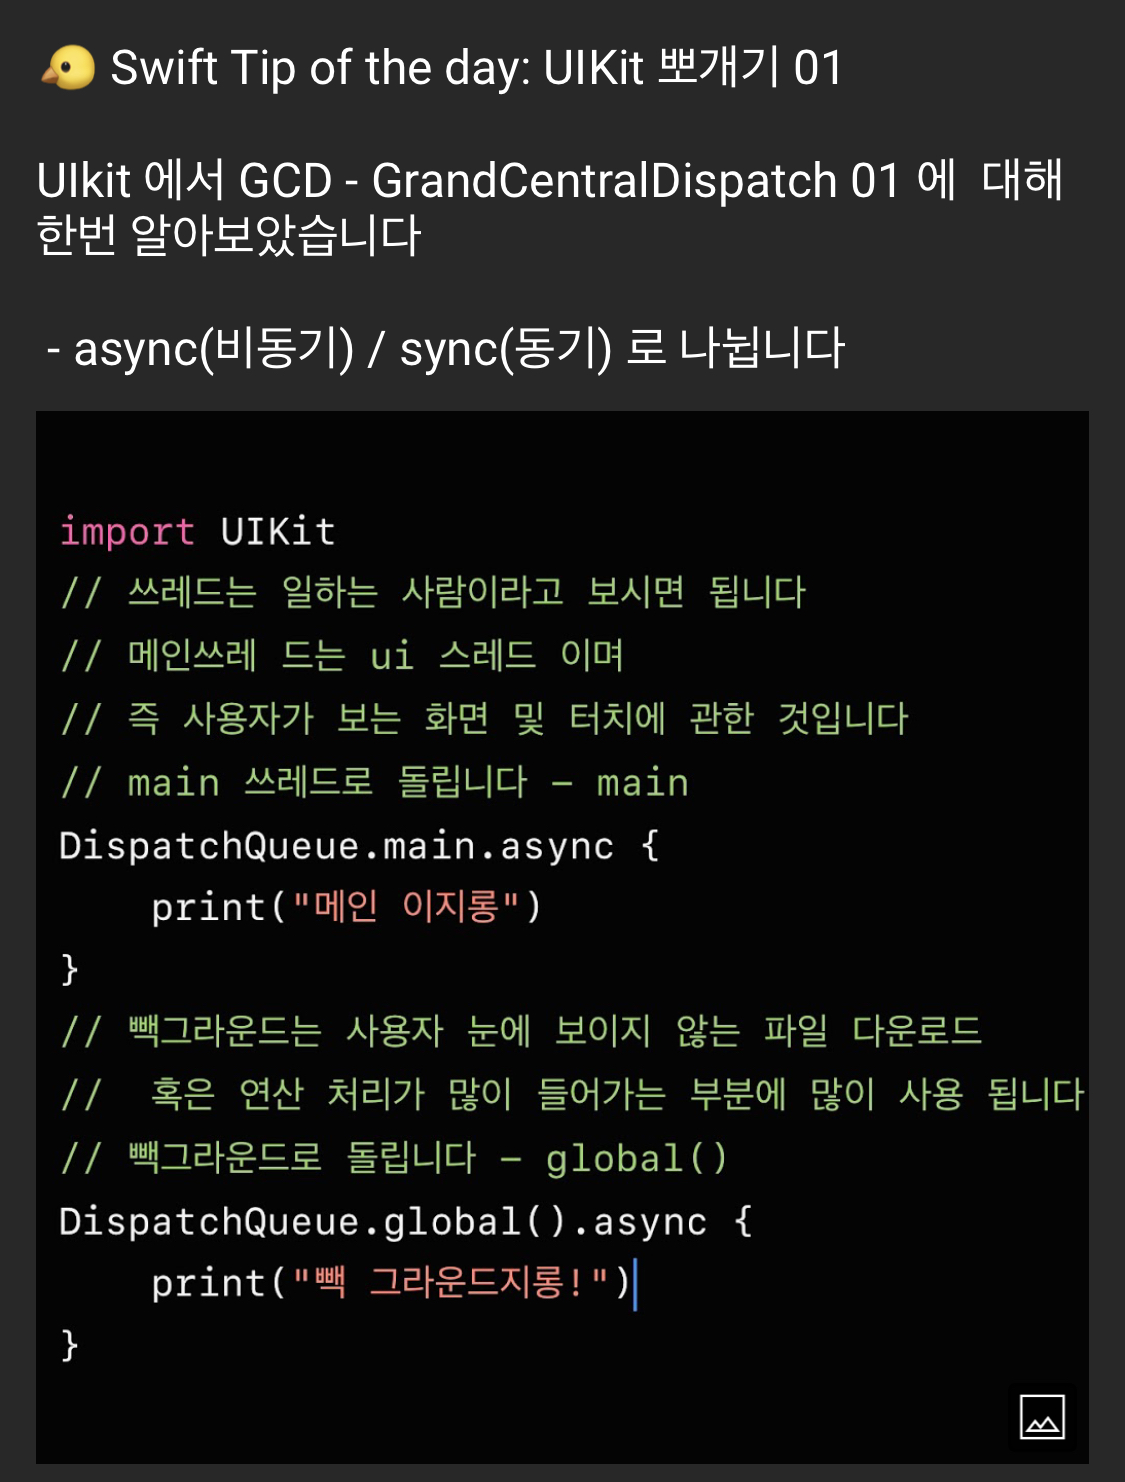 🐤 Swift Tip of the day: UIKit 뽀개기 01
UIkit 에서 GCD - GrandCentralDispatch 01 에  대해
한번 알아보았습니다
- async(비동기) / sync(동기) 로 나뉩니다
import UIKit
// 쓰레드는 일하는 사람이라고 보시면 됩니다
// 메인쓰레 드는 ui 스레드 이며
// 즉 사용자가 보는 화면 및 터치에 관한 것입니다
// main 쓰레드로 돌립니다 – main
DispatchQueue.main.async {
    print("메인 이지롱")
}
// 빽그라운드는 사용자 눈에 보이지 않는 파일 다운로드
//  혹은 연산 처리가 많이 들어가는 부분에 많이 사용 됩니다
// 빽그라운드로 돌립니다 – global()
DispatchQueue.global().async {
    print("빽 그라운드지롱!")
}